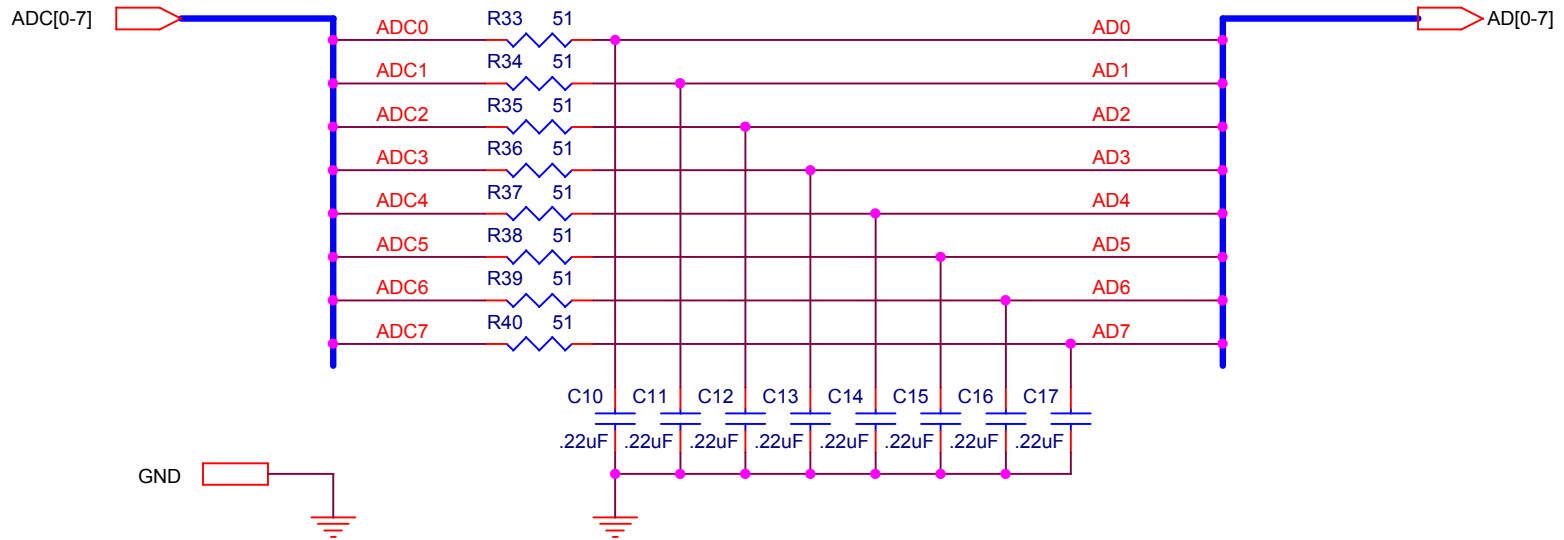 ADC[0-7] R33 51 AD[0-7]
ADC0 AD0
R34 51
ADC1 AD1
R35 51
ADC2 AD2
R36 51
ADC3 AD3
R37 51
ADC4 AD4
R38 51
ADC5 AD5
R39 51
ADC6 AD6
R40 51
ADC7 AD7
C10 C11 C12 C13 C14 C15 C16 C17
.22uF .22uF .22uF .22uF .22uF .22uF .22uF .22uF
GND